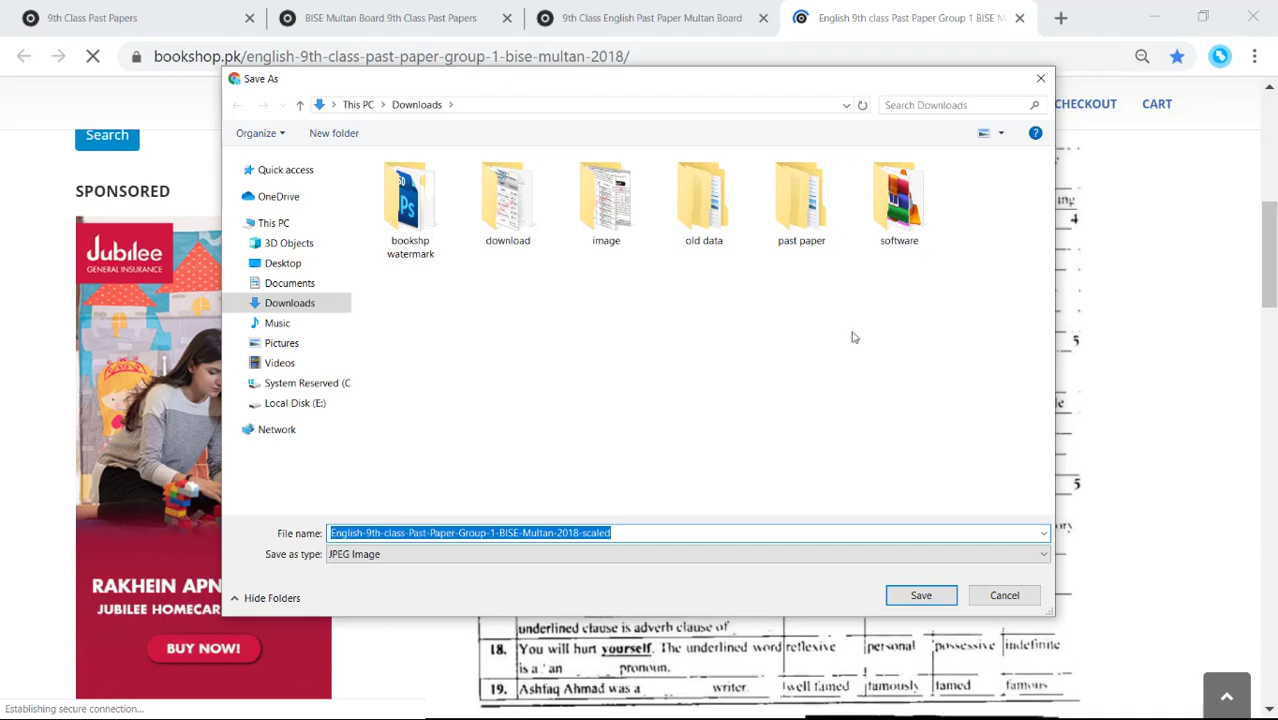 9th Class Past Papers
BISE Multan Board 9th Class Past Papers
9th Class English Past Paper Multan Board
English 9th class Past Paper Group 1 BISE M
bookshop.pk/english-9th-class-past-paper-group-1-bise-multan-2018/
CHECKOUT
CART
Search
SPONSORED
Jubilee
GENERAL INSURANCE
RAKHEIN APN
JUBILEE HOMECAR
BUY NOW!
Save As
This PC
Downloads
Search Downloads
Organize
New folder
Quick access
OneDrive
This PC
3D Objects
Desktop
Documents
Downloads
Music
Pictures
Videos
System Reserved (C
Local Disk (E:)
Network
bookshp watermark
download
image
old data
past paper
software
File name: English-9th-class-Past-Paper-Group-1-BISE-Multan-2018-scaled
Save as type: JPEG Image
Hide Folders
Save
Cancel
4
5
5
underlined clause is adverb clause of
18. You will hurt yourself. The underlined word reflexive personal possessive indefinite
is a / an pronoun.
19. Ashfaq Ahmad was a writer. well famed famously famed famous
Establishing secure connection...